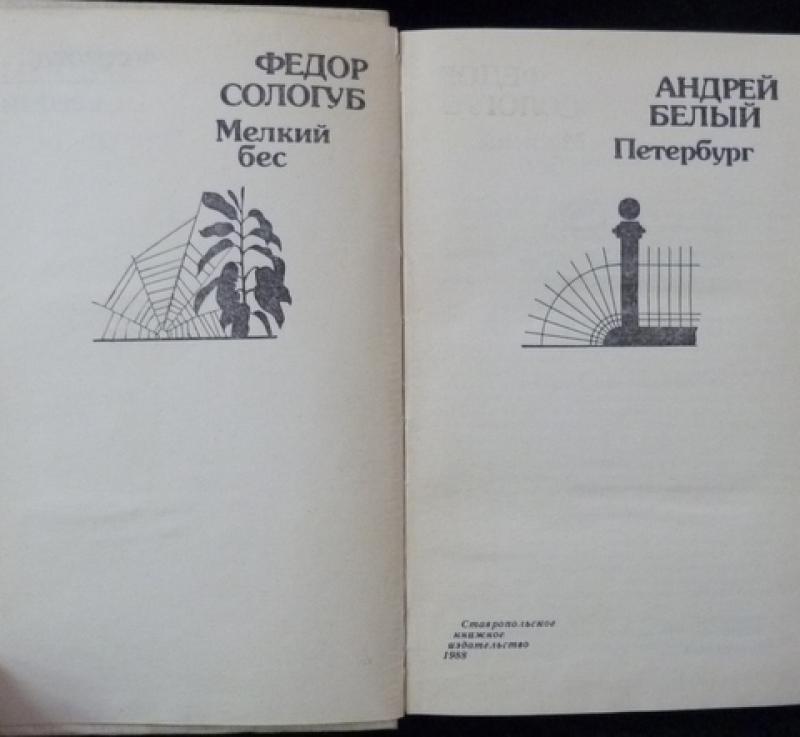 ФЕДОР
СОЛОГУБ
Мелкий
бес
АНДРЕЙ
БЕЛЫЙ
Петербург
Ставропольское
книжное
издательство
1988